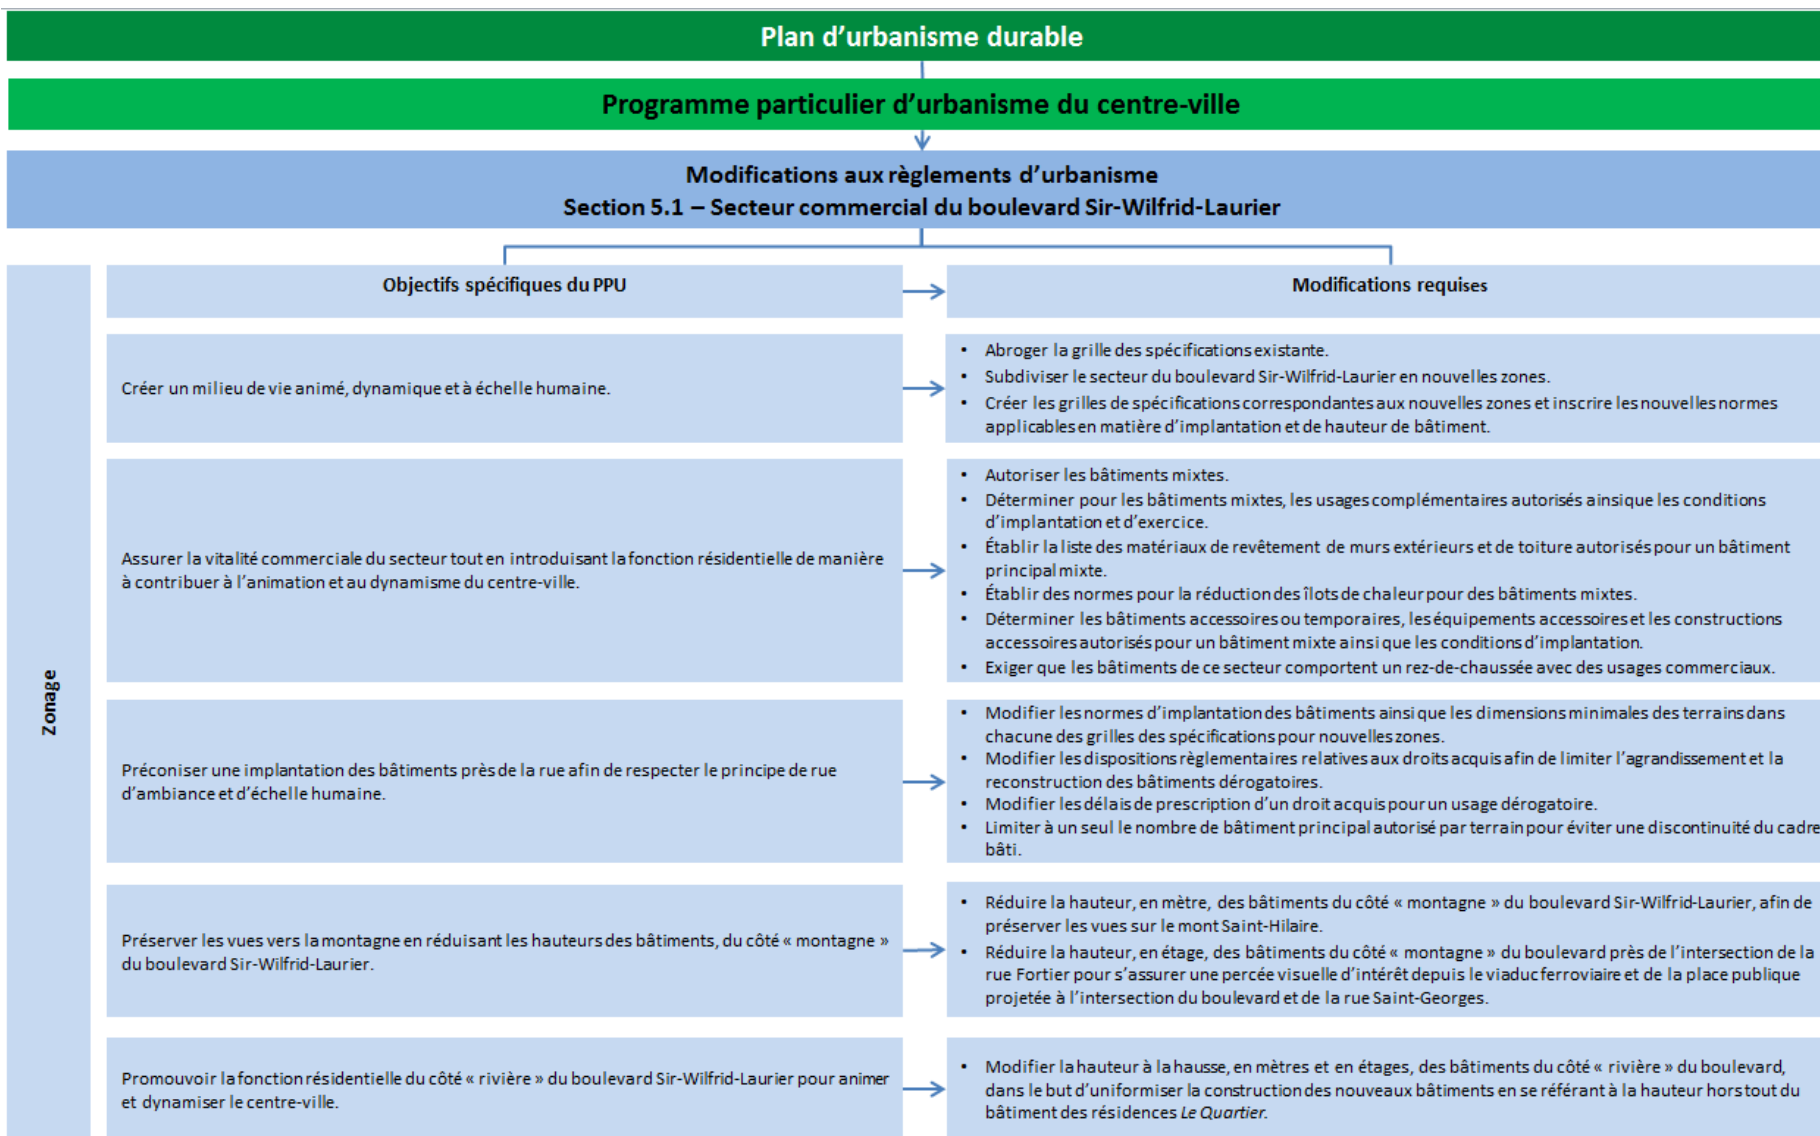 Plan d'urbanisme durable
Programme particulier d'urbanisme du centre-ville
Modifications aux règlements d'urbanisme
Section 5.1 – Secteur commercial du boulevard Sir-Wilfrid-Laurier
Zonage
Objectifs spécifiques du PPU
Modifications requises
Créer un milieu de vie animé, dynamique et à échelle humaine.
• Abroger la grille des spécifications existante.
• Subdiviser le secteur du boulevard Sir-Wilfrid-Laurier en nouvelles zones.
• Créer les grilles de spécifications correspondantes aux nouvelles zones et inscrire les nouvelles normes
applicables en matière d'implantation et de hauteur de bâtiment.
Assurer la vitalité commerciale du secteur tout en introduisant la fonction résidentielle de manière
à contribuer à l'animation et au dynamisme du centre-ville.
• Autoriser les bâtiments mixtes.
• Déterminer pour les bâtiments mixtes, les usages complémentaires autorisés ainsi que les conditions
d'implantation et d'exercice.
• Établir la liste des matériaux de revêtement de murs extérieurs et de toiture autorisés pour un bâtiment
principal mixte.
• Établir des normes pour la réduction des îlots de chaleur pour des bâtiments mixtes.
• Déterminer les bâtiments accessoires ou temporaires, les équipements accessoires et les constructions
accessoires autorisés pour un bâtiment mixte ainsi que les conditions d'implantation.
• Exiger que les bâtiments de ce secteur comportent un rez-de-chaussée avec des usages commerciaux.
Préconiser une implantation des bâtiments près de la rue afin de respecter le principe de rue
d'ambiance et d'échelle humaine.
• Modifier les normes d'implantation des bâtiments ainsi que les dimensions minimales des terrains dans
chacune des grilles des spécifications pour nouvelles zones.
• Modifier les dispositions règlementaires relatives aux droits acquis afin de limiter l'agrandissement et la
reconstruction des bâtiments dérogatoires.
• Modifier les délais de prescription d'un droit acquis pour un usage dérogatoire.
• Limiter à un seul le nombre de bâtiment principal autorisé par terrain pour éviter une discontinuité du cadre
bâti.
Préserver les vues vers la montagne en réduisant les hauteurs des bâtiments, du côté « montagne »
du boulevard Sir-Wilfrid-Laurier.
• Réduire la hauteur, en mètre, des bâtiments du côté « montagne » du boulevard Sir-Wilfrid-Laurier, afin de
préserver les vues sur le mont Saint-Hilaire.
• Réduire la hauteur, en étage, des bâtiments du côté « montagne » du boulevard près de l'intersection de la
rue Fortier pour s'assurer une percée visuelle d'intérêt depuis le viaduc ferroviaire et de la place publique
projetée à l'intersection du boulevard et de la rue Saint-Georges.
Promouvoir la fonction résidentielle du côté « rivière » du boulevard Sir-Wilfrid-Laurier pour animer
et dynamiser le centre-ville.
• Modifier la hauteur à la hausse, en mètres et en étages, des bâtiments du côté « rivière » du boulevard,
dans le but d'uniformiser la construction des nouveaux bâtiments en se référant à la hauteur hors tout du
bâtiment des résidences Le Quartier.